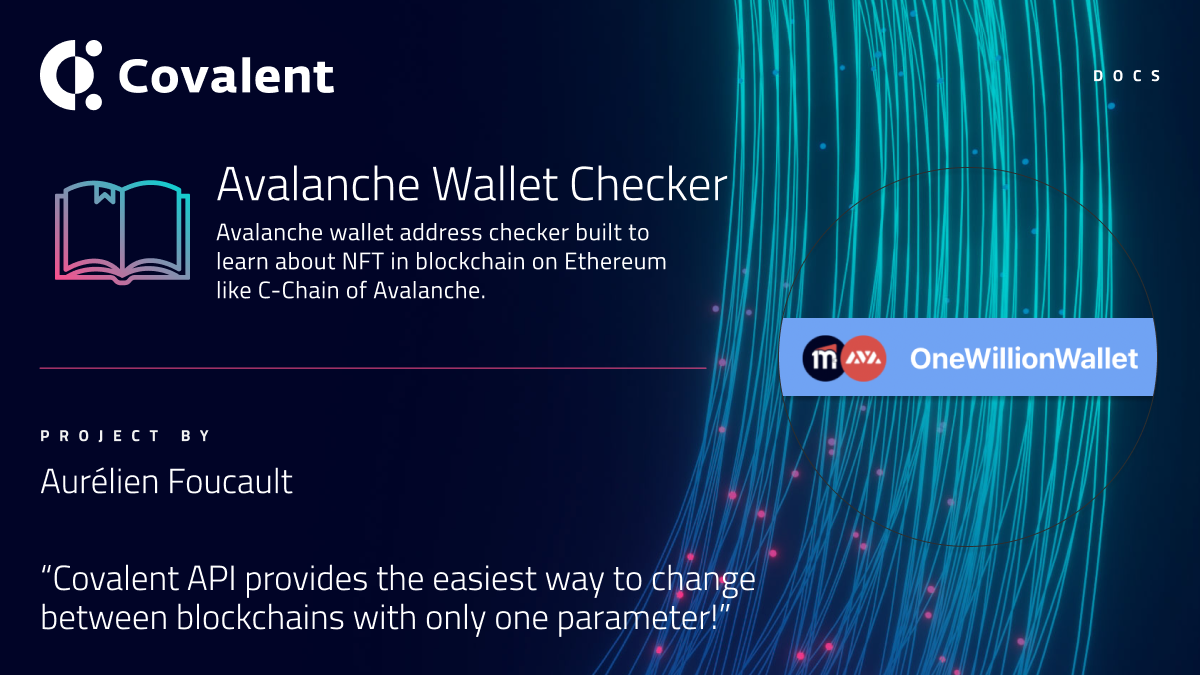 Covalent
DOCS
Avalanche Wallet Checker
Avalanche wallet address checker built to
learn about NFT in blockchain on Ethereum
like C-Chain of Avalanche.
OneWillionWallet
PROJECT BY
Aurélien Foucault
“Covalent API provides the easiest way to change
between blockchains with only one parameter!”